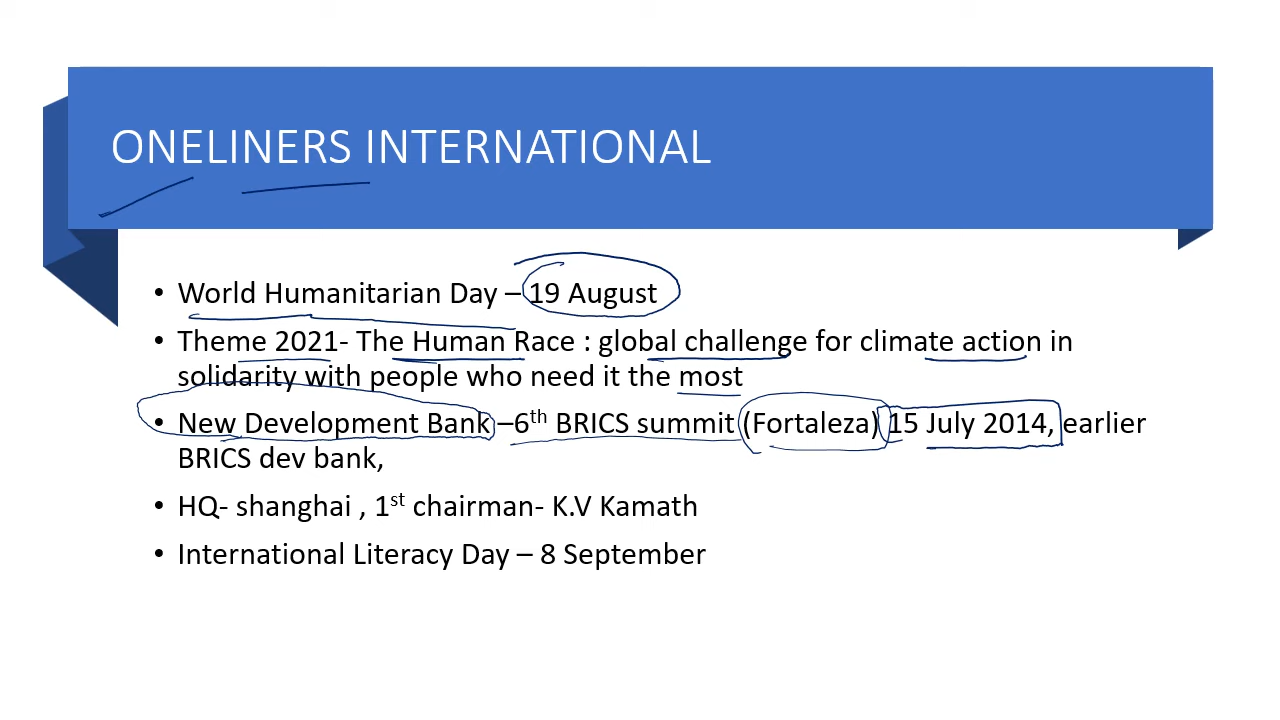 ONELINERS INTERNATIONAL
• World Humanitarian Day – 19 August
• Theme 2021- The Human Race : global challenge for climate action in
solidarity with people who need it the most
• New Development Bank –6th BRICS summit (Fortaleza) 15 July 2014, earlier
BRICS dev bank,
• HQ- shanghai , 1st chairman- K.V Kamath
• International Literacy Day – 8 September